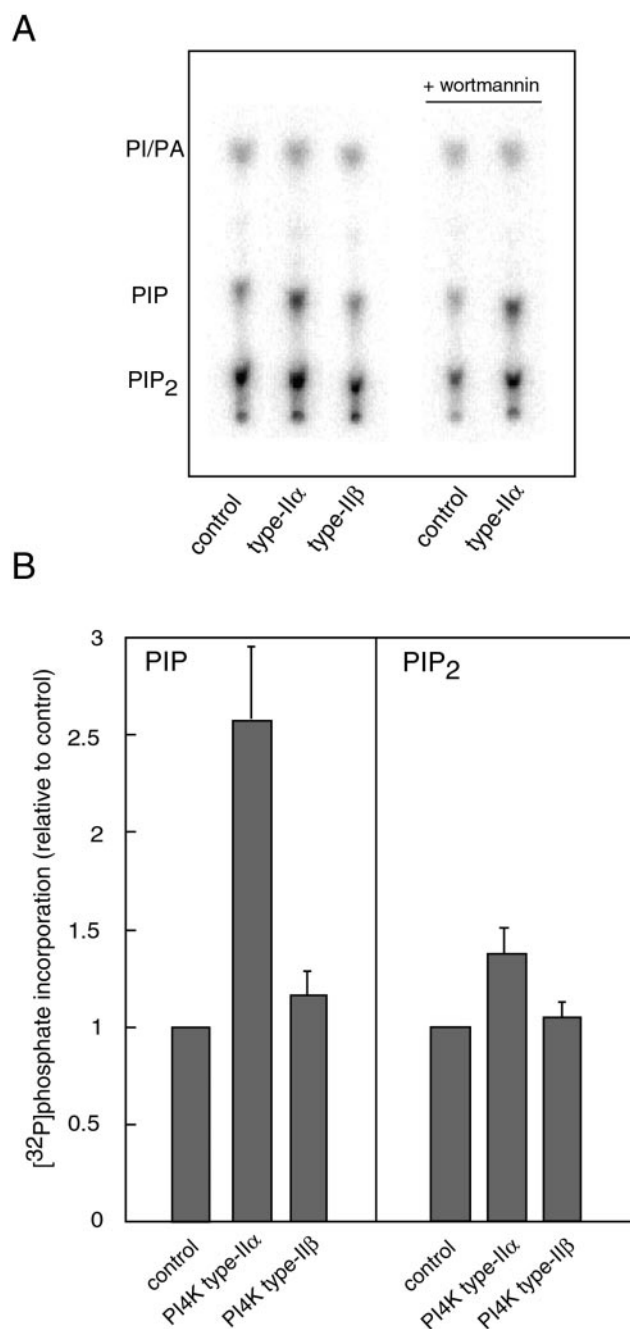 A
+ wortmannin
PI/PA
PIP
PIP2
control
type-IIα
type-IIβ
control
type-IIα
B
[32P]phosphate incorporation (relative to control)
3
2.5
2
1.5
1
0.5
0
PIP
PIP2
control
PI4K type-IIα
PI4K type-IIβ
control
PI4K type-IIα
PI4K type-IIβ